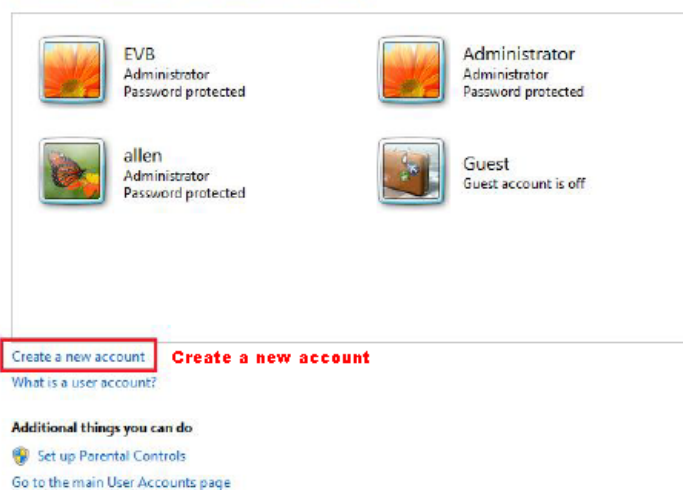 EVB
Administrator
Password protected
Administrator
Administrator
Password protected
allen
Administrator
Password protected
Guest
Guest account is off
Create a new account
Create a new account
What is a user account?
Additional things you can do
Set up Parental Controls
Go to the main User Accounts page